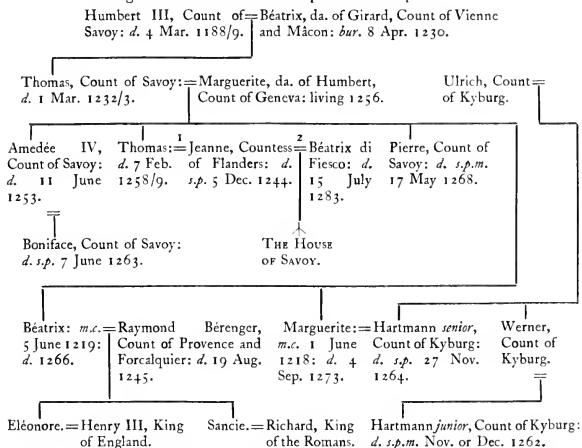 Humbert III, Count of=Béatrix, da. of Girard, Count of Vienne
Savoy: d. 4 Mar. 1188/9. and Mâcon: bur. 8 Apr. 1230.
Thomas, Count of Savoy:=Marguerite, da. of Humbert,
d. 1 Mar. 1232/3. Count of Geneva: living 1256.
Ulrich, Count=
of Kyburg.
Amedée IV,
Count of Savoy:
d. 11 June
1253.
Thomas:=
d. 7 Feb.
1258/9.
1
Jeanne, Countess=
of Flanders: d.
s.p. 5 Dec. 1244.
2
Béatrix di
Fiesco: d.
15 July
1283.
Pierre, Count of
Savoy: d. s.p.m.
17 May 1268.
Boniface, Count of Savoy:
d. s.p. 7 June 1263.
The House
of Savoy.
Béatrix: m.c.=
5 June 1219:
d. 1266.
Raymond Bérenger,
Count of Provence and
Forcalquier: d. 19 Aug.
1245.
Marguerite:=
m.c. 1 June
1218: d. 4
Sep. 1273.
Hartmann senior,
Count of Kyburg:
d. s.p. 27 Nov.
1264.
Werner,
Count of
Kyburg.
Eléonore.=Henry III, King
of England.
Sancie.=Richard, King
of the Romans.
Hartmann junior, Count of Kyburg:
d. s.p.m. Nov. or Dec. 1262.